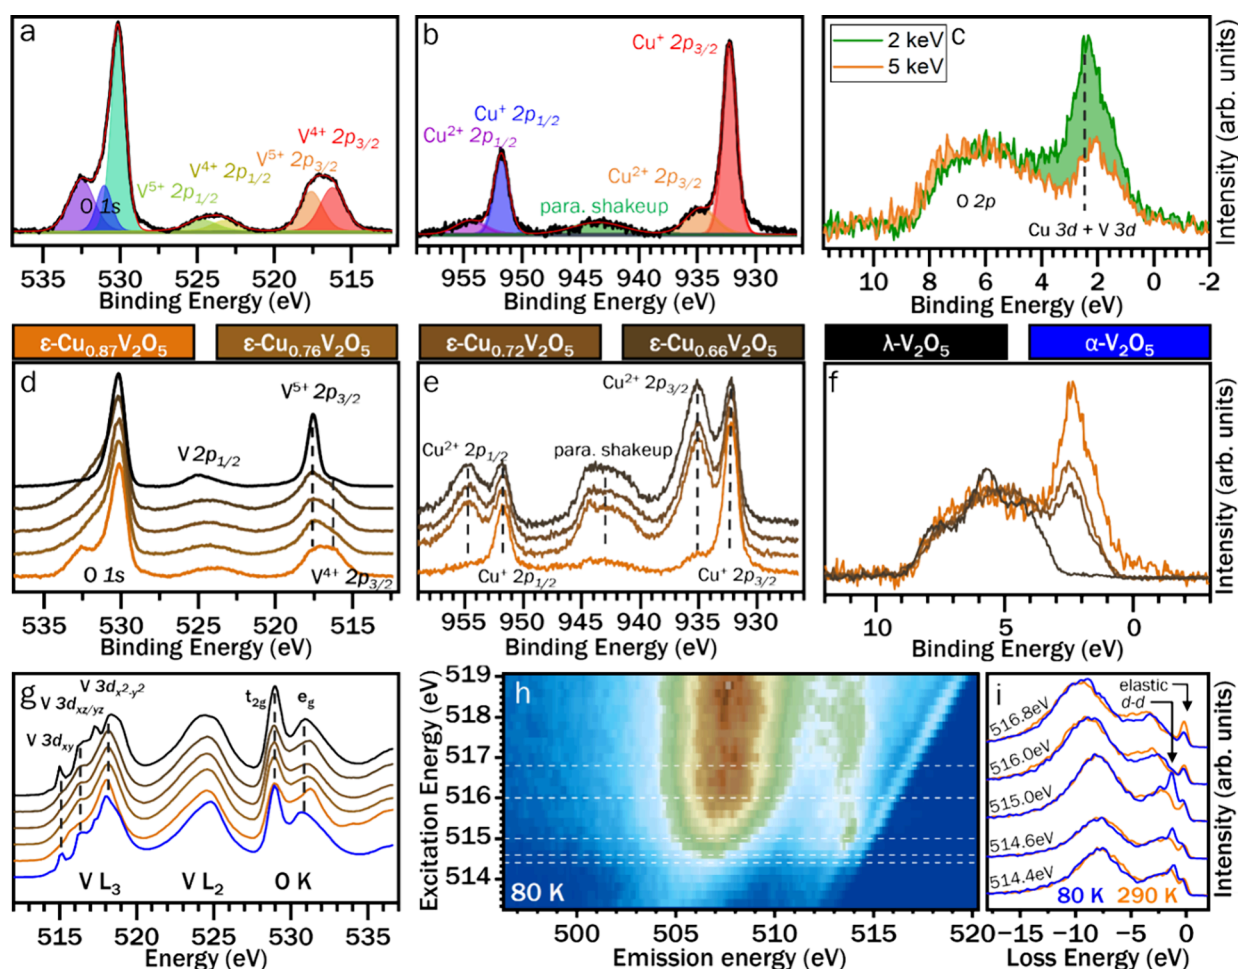 a
V⁴⁺ 2p₃/₂
V⁵⁺ 2p₃/₂
V⁴⁺ 2p₁/₂
V⁵⁺ 2p₁/₂
O 1s
535 530 525 520 515
Binding Energy (eV)
b
Cu⁺ 2p₃/₂
Cu⁺ 2p₁/₂
Cu²⁺ 2p₁/₂
Cu²⁺ 2p₃/₂
para. shakeup
955 950 945 940 935 930
Binding Energy (eV)
c
2 keV
5 keV
O 2p
Cu 3d + V 3d
10 8 6 4 2 0 -2
Binding Energy (eV)
Intensity (arb. units)
ε-Cu₀.₈₇V₂O₅
ε-Cu₀.₇₆V₂O₅
ε-Cu₀.₇₂V₂O₅
ε-Cu₀.₆₆V₂O₅
λ-V₂O₅
α-V₂O₅
d
V⁵⁺ 2p₃/₂
V 2p₁/₂
O 1s
V⁴⁺ 2p₃/₂
535 530 525 520 515
Binding Energy (eV)
e
Cu²⁺ 2p₃/₂
Cu²⁺ 2p₁/₂
para. shakeup
Cu⁺ 2p₁/₂
Cu⁺ 2p₃/₂
955 950 945 940 935 930
Binding Energy (eV)
f
10 5 0
Binding Energy (eV)
Intensity (arb. units)
g
V 3dₓ²₋ᵧ²
V 3d_xz/yz
V 3d_xy
t₂g
e_g
V L₃
V L₂
O K
515 520 525 530 535
Energy (eV)
h
Excitation Energy (eV)
519
518
517
516
515
514
80 K
500 505 510 515 520
Emission energy (eV)
i
elastic
d-d
516.8eV
516.0eV
515.0eV
514.6eV
514.4eV
80 K
290 K
−15 −10 −5 0
Loss Energy (eV)
Intensity (arb. units)